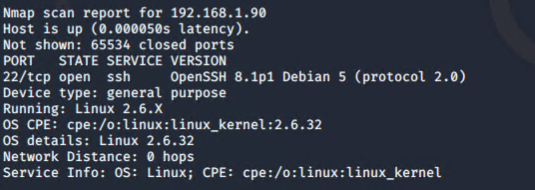 Nmap scan report for 192.168.1.90
Host is up (0.000050s latency).
Not shown: 65534 closed ports
PORT   STATE SERVICE VERSION
22/tcp open  ssh     OpenSSH 8.1p1 Debian 5 (protocol 2.0)
Device type: general purpose
Running: Linux 2.6.X
OS CPE: cpe:/o:linux:linux_kernel:2.6.32
OS details: Linux 2.6.32
Network Distance: 0 hops
Service Info: OS: Linux; CPE: cpe:/o:linux:linux_kernel